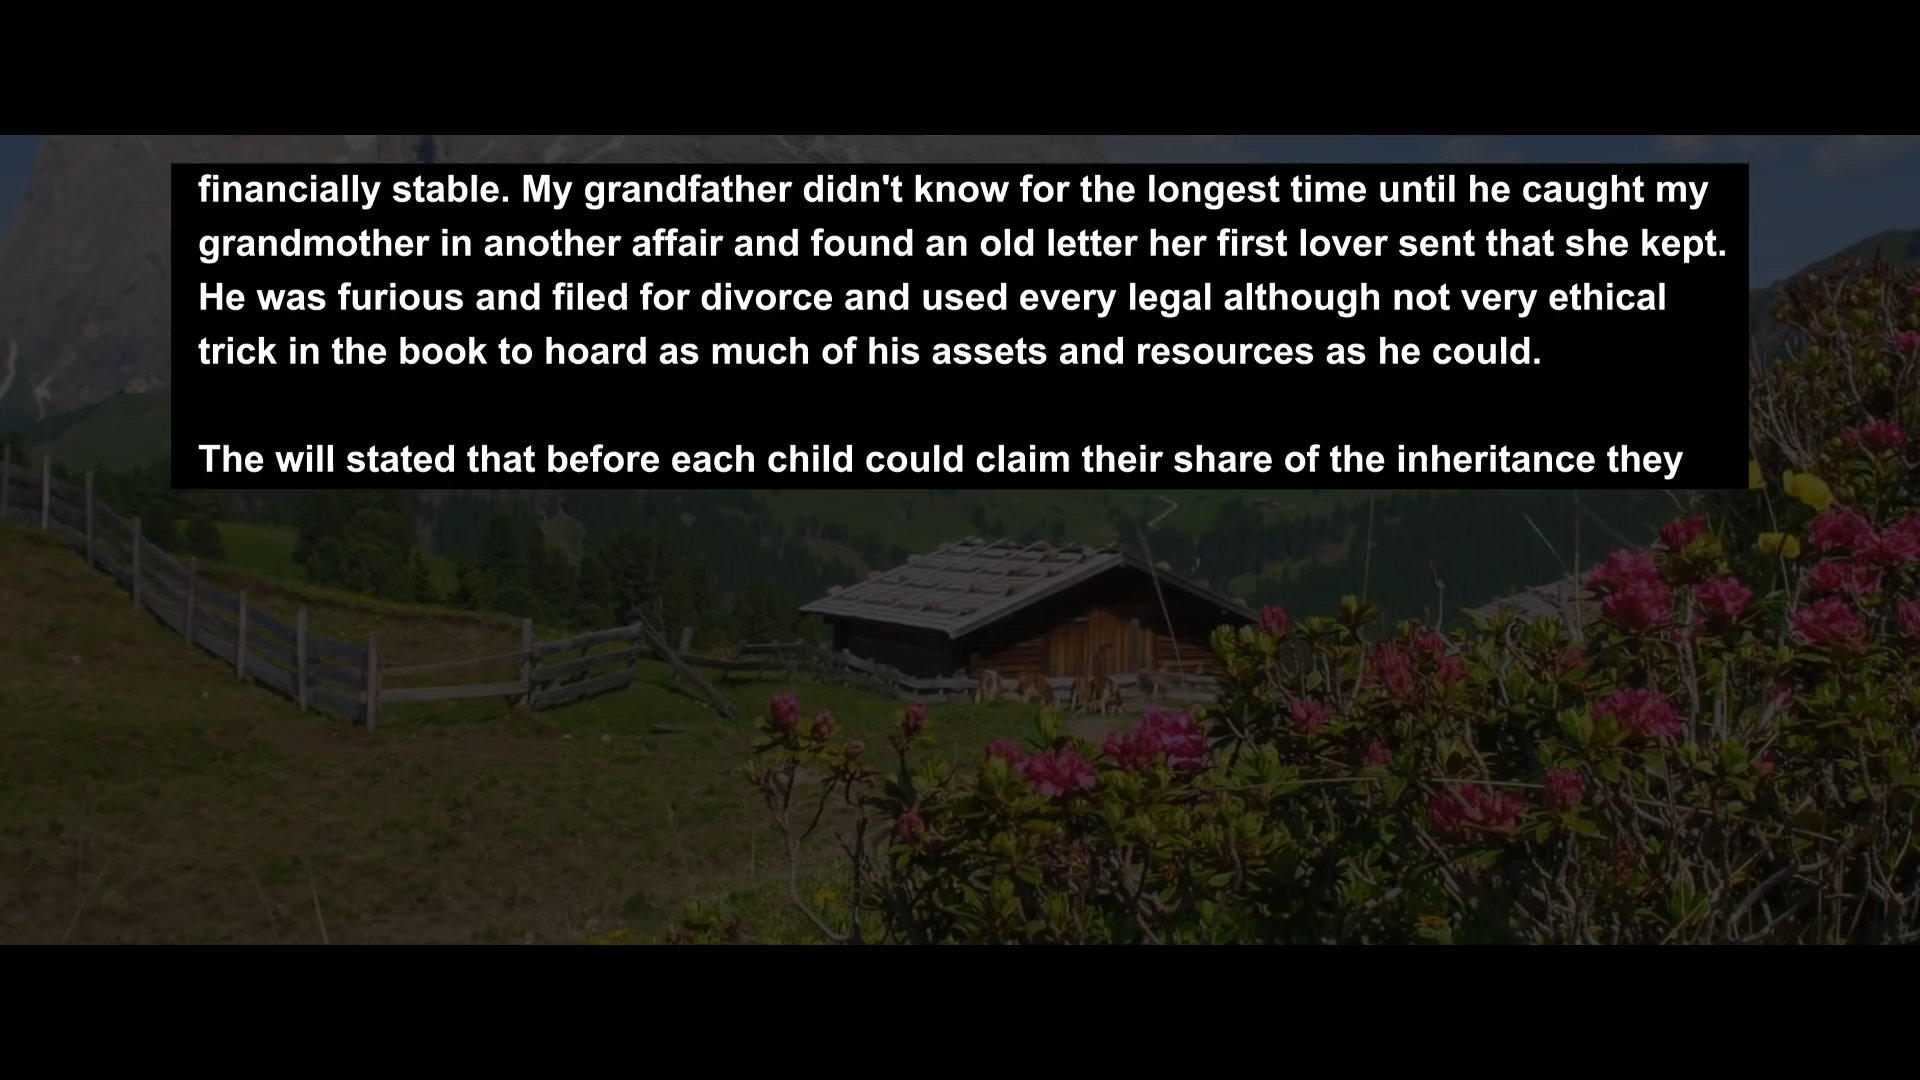 financially stable. My grandfather didn't know for the longest time until he caught my
grandmother in another affair and found an old letter her first lover sent that she kept.
He was furious and filed for divorce and used every legal although not very ethical
trick in the book to hoard as much of his assets and resources as he could.
The will stated that before each child could claim their share of the inheritance they